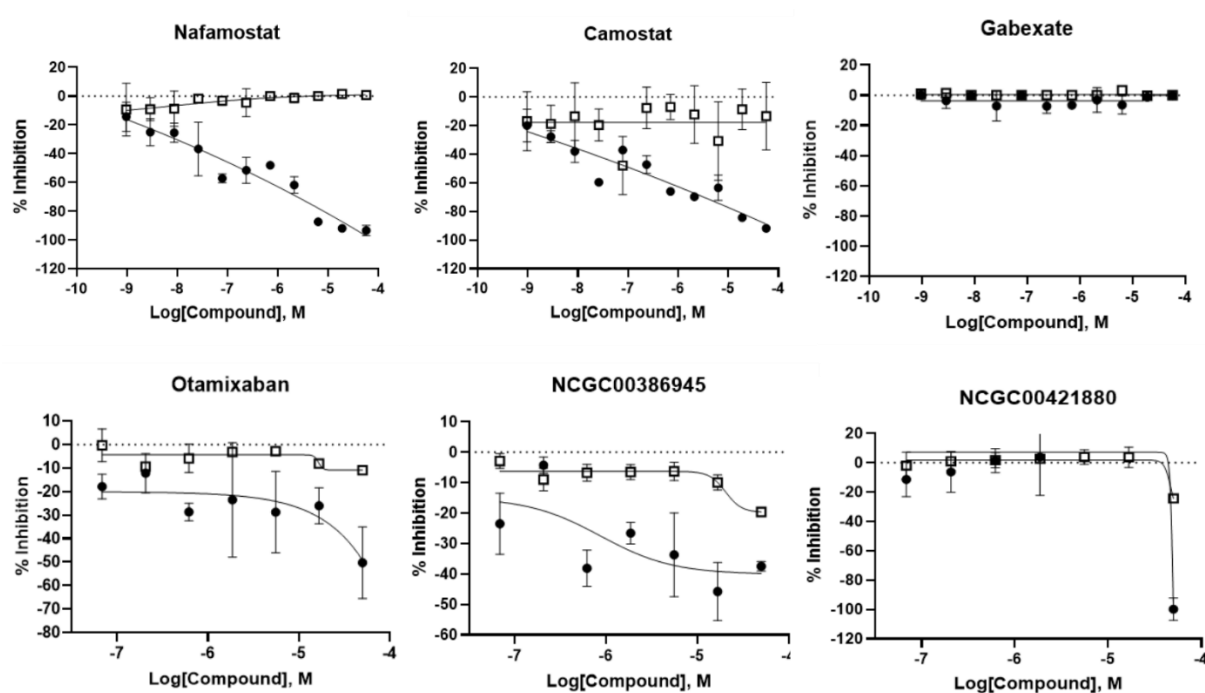 Nafamostat
% Inhibition
20
0
-20
-40
-60
-80
-100
-120
-10 -9 -8 -7 -6 -5 -4
Log[Compound], M
Camostat
% Inhibition
20
0
-20
-40
-60
-80
-100
-120
-10 -9 -8 -7 -6 -5 -4
Log[Compound], M
Gabexate
% Inhibition
20
0
-20
-40
-60
-80
-100
-120
-10 -9 -8 -7 -6 -5 -4
Log[Compound], M
Otamixaban
% Inhibition
10
0
-10
-20
-30
-40
-50
-60
-70
-80
-7 -6 -5 -4
Log[Compound], M
NCGC00386945
% Inhibition
10
0
-10
-20
-30
-40
-50
-60
-7 -6 -5 -4
Log[Compound], M
NCGC00421880
% Inhibition
20
0
-20
-40
-60
-80
-100
-120
-7 -6 -5 -4
Log[Compound], M